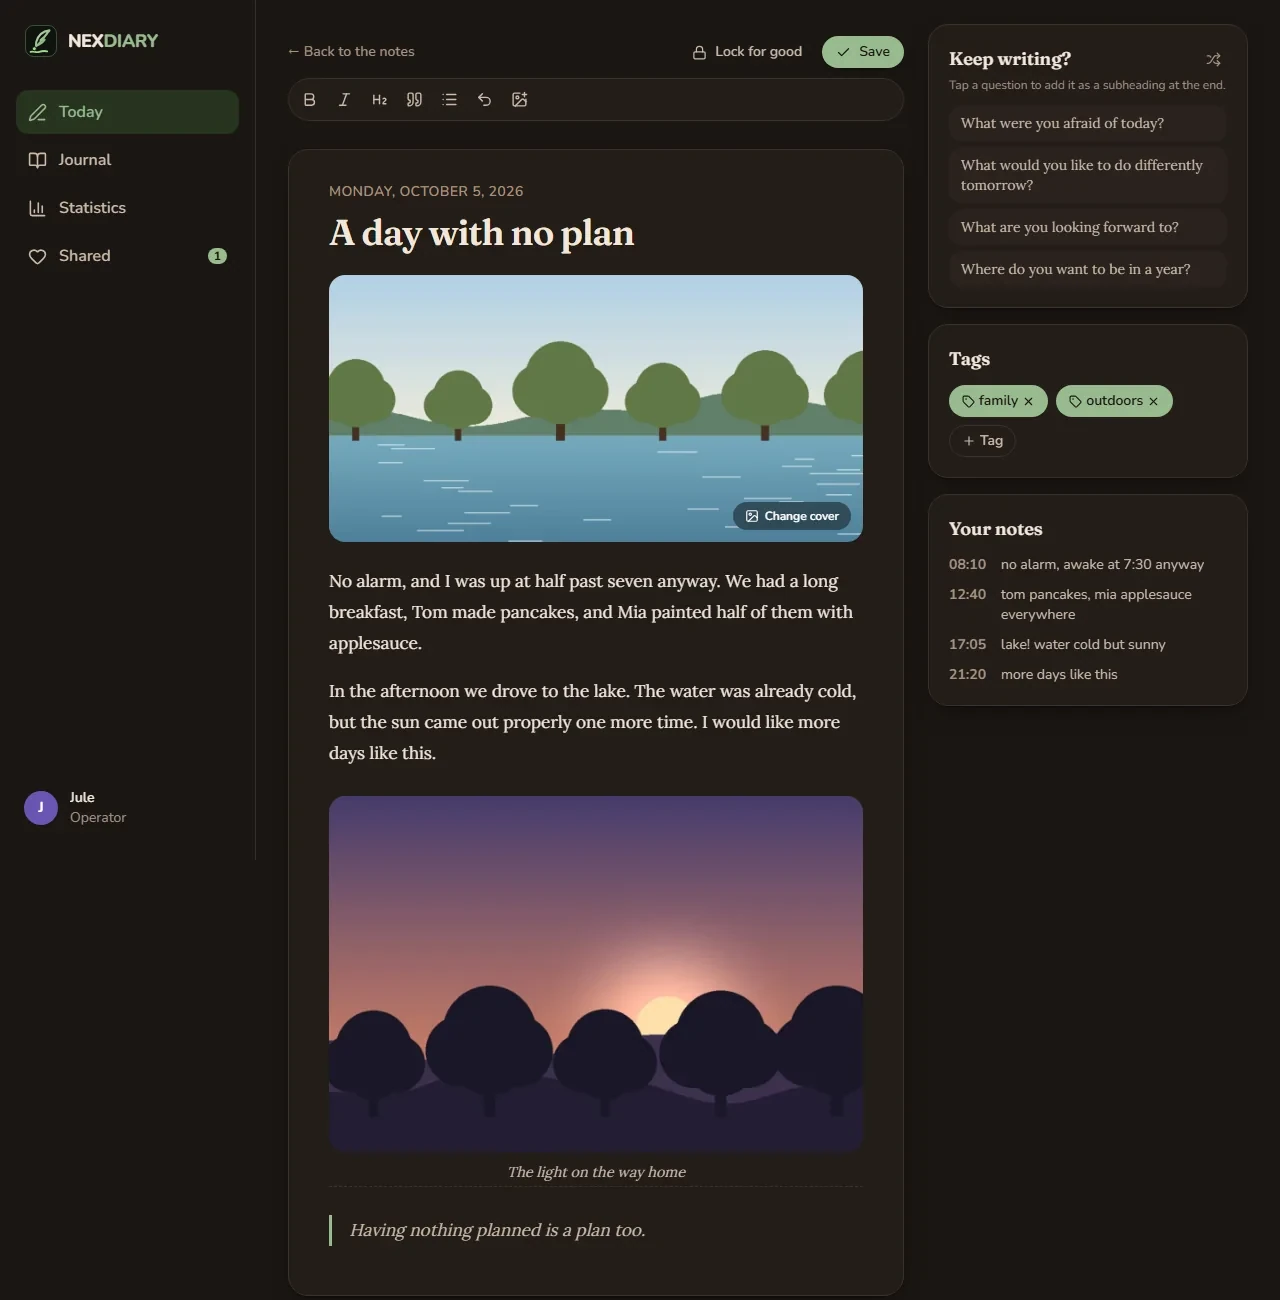 NEXDIARY
Today
Journal
Statistics
Shared 1
J
Jule
Operator
← Back to the notes
Lock for good
Save
B I H2
MONDAY, OCTOBER 5, 2026
A day with no plan
Change cover
No alarm, and I was up at half past seven anyway. We had a long
breakfast, Tom made pancakes, and Mia painted half of them with
applesauce.
In the afternoon we drove to the lake. The water was already cold,
but the sun came out properly one more time. I would like more
days like this.
The light on the way home
Having nothing planned is a plan too.
Keep writing?
Tap a question to add it as a subheading at the end.
What were you afraid of today?
What would you like to do differently
tomorrow?
What are you looking forward to?
Where do you want to be in a year?
Tags
family × outdoors ×
+ Tag
Your notes
08:10 no alarm, awake at 7:30 anyway
12:40 tom pancakes, mia applesauce
everywhere
17:05 lake! water cold but sunny
21:20 more days like this